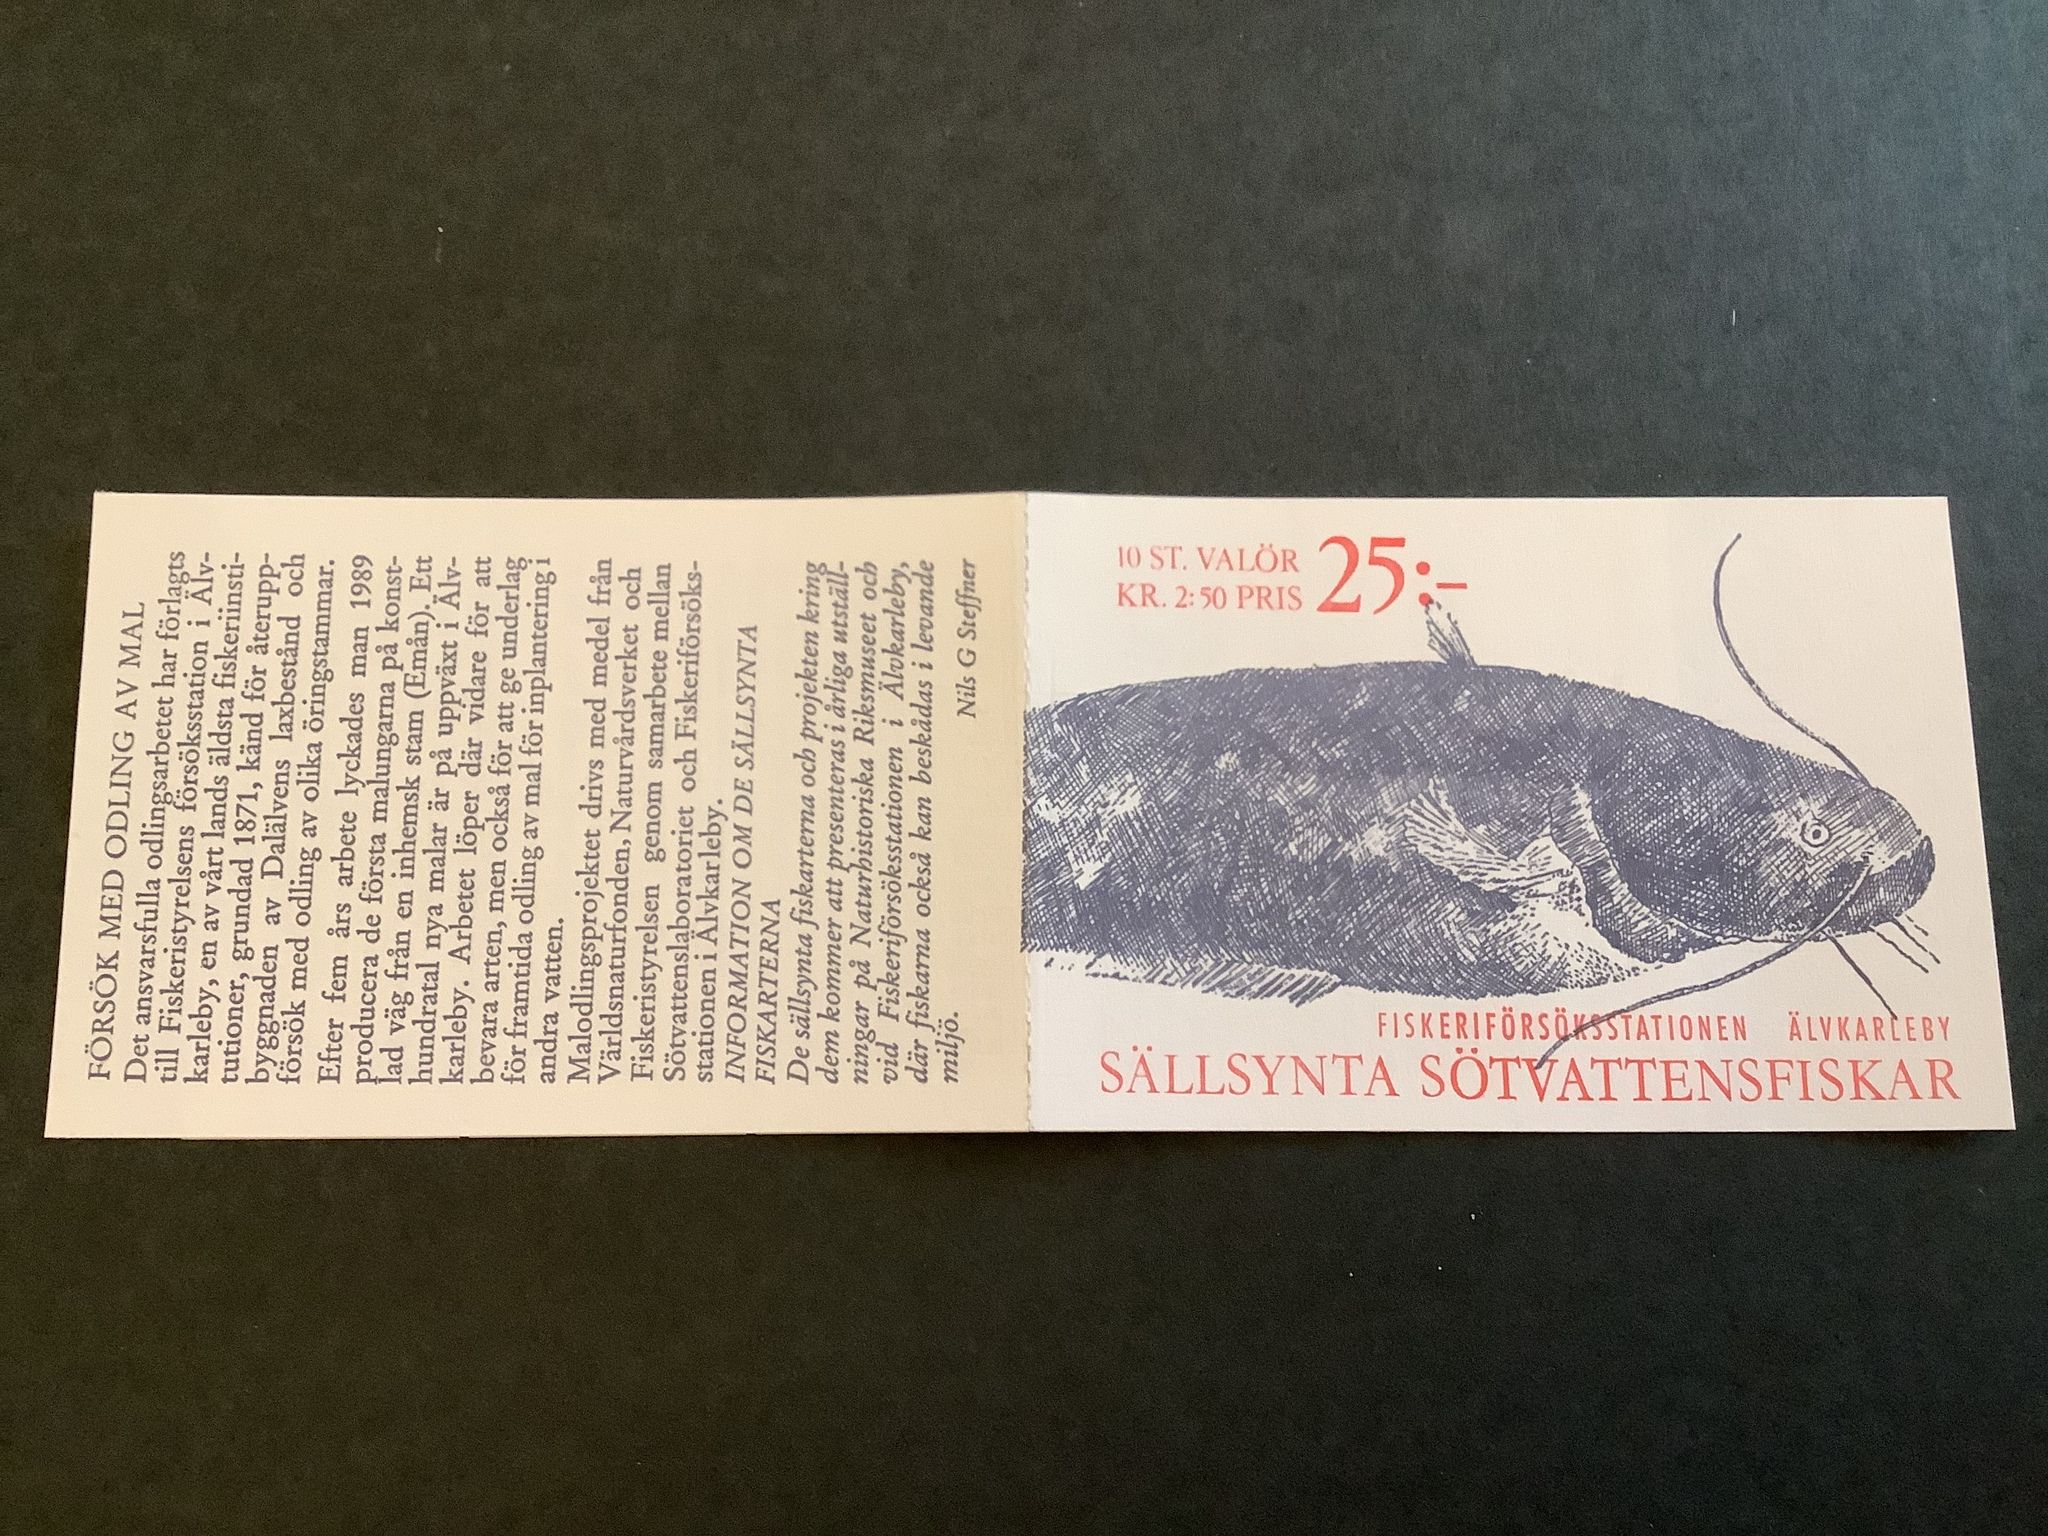 FÖRSÖK MED ODLING AV MAL
Det ansvarsfulla odlingsarbetet har förlagts
till Fiskeristyrelsens försöksstation i Älv-
karleby, en av vårt lands äldsta fiskeriinsti-
tutioner, grundad 1871, känd för återupp-
byggnaden av Dalälvens laxbestånd och
försök med odling av olika öringstammar.
Efter fem års arbete lyckades man 1989
producera de första malungarna på konst-
lad väg från en inhemsk stam (Emån). Ett
hundratal nya malar är på uppväxt i Älv-
karleby. Arbetet löper där vidare för att
bevara arten, men också för att ge underlag
för framtida odling av mal för inplantering i
andra vatten.
Malodlingsprojektet drivs med medel från
Världsnaturfonden, Naturvårdsverket och
Fiskeristyrelsen genom samarbete mellan
Sötvattenslaboratoriet och Fiskeriförsöks-
stationen i Älvkarleby.
INFORMATION OM DE SÄLLSYNTA
FISKARTERNA
De sällsynta fiskarterna och projekten kring
dem kommer att presenteras i årliga utställ-
ningar på Naturhistoriska Riksmuseet och
vid Fiskeriförsöksstationen i Älvkarleby,
där fiskarna också kan beskådas i levande
miljö.
Nils G Steffner
10 ST. VALÖR
KR. 2:50 PRIS 25:-
FISKERIFÖRSÖKSSTATIONEN ÄLVKARLEBY
SÄLLSYNTA SÖTVATTENSFISKAR